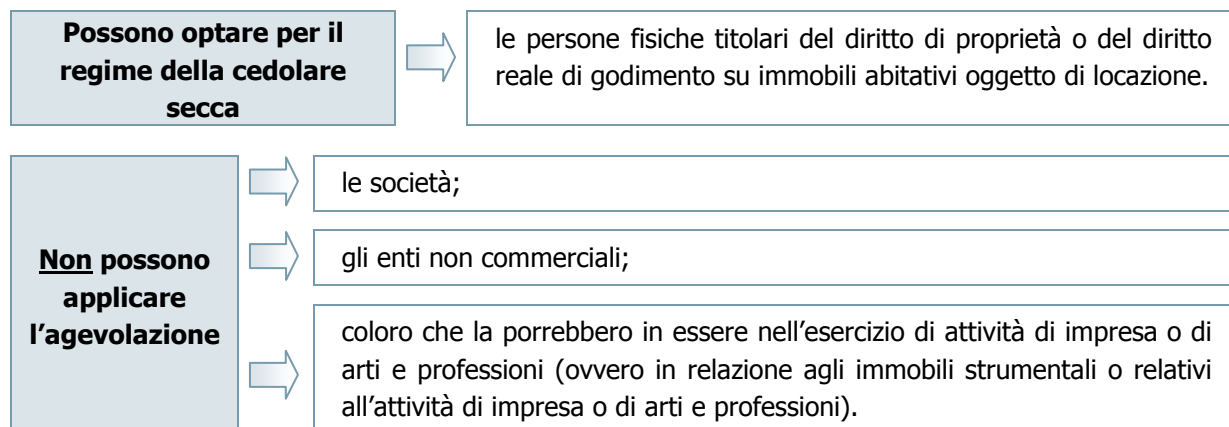 Possono optare per il
regime della cedolare
secca
le persone fisiche titolari del diritto di proprietà o del diritto
reale di godimento su immobili abitativi oggetto di locazione.
Non possono
applicare
l’agevolazione
le società;
gli enti non commerciali;
coloro che la porrebbero in essere nell’esercizio di attività di impresa o di
arti e professioni (ovvero in relazione agli immobili strumentali o relativi
all’attività di impresa o di arti e professioni).